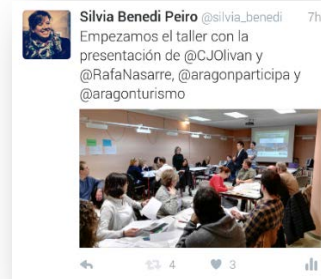 Silvia Benedi Peiro @silvia_benedi 7h
Empezamos el taller con la
presentación de @CJOlivan y
@RafaNasarre, @aragonparticipa y
@aragonturismo
4 3